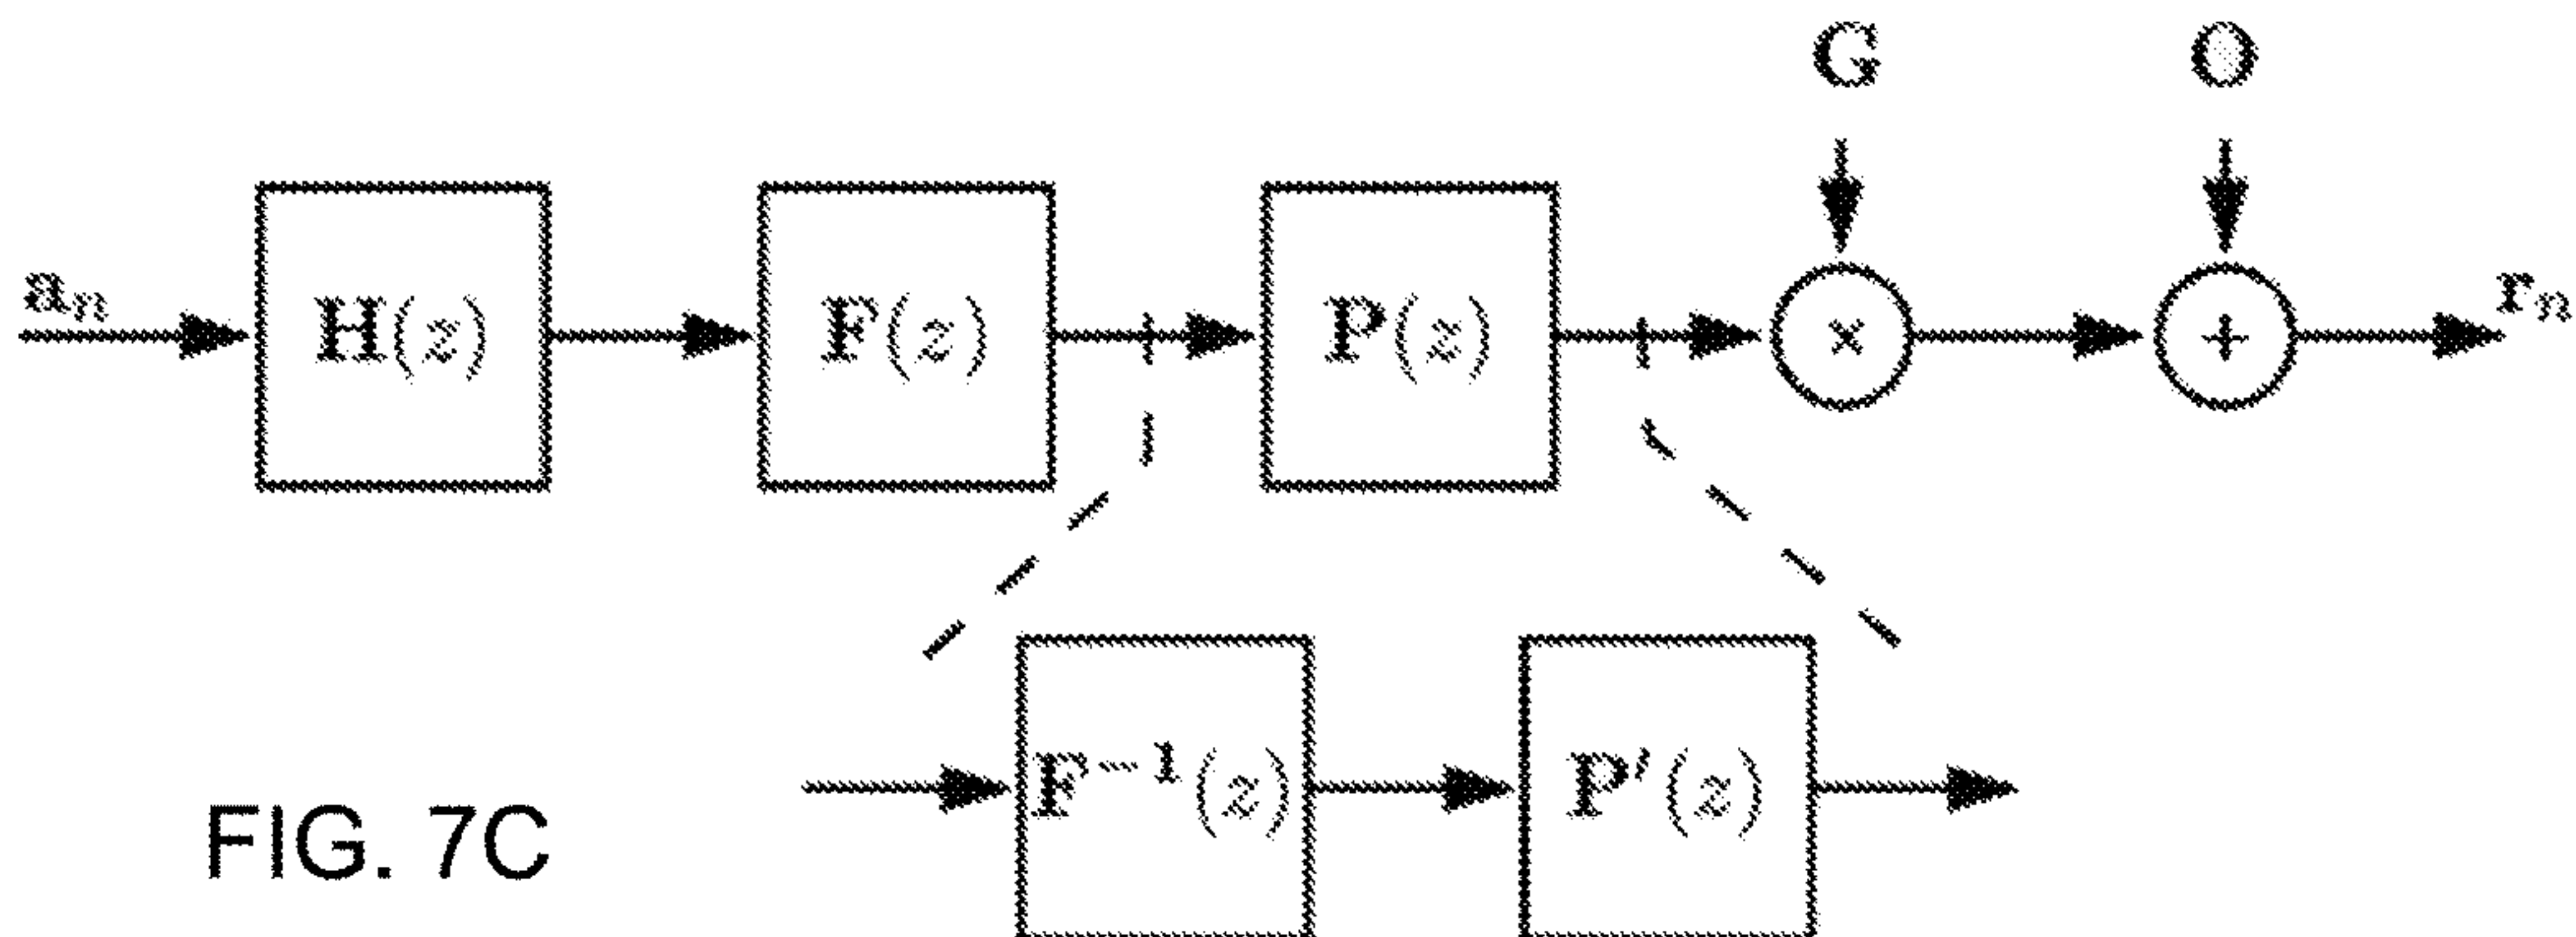 G
O
aₙ
H(z)
F(z)
P(z)
×
+
rₙ
F⁻¹(z)
P′(z)
FIG. 7C